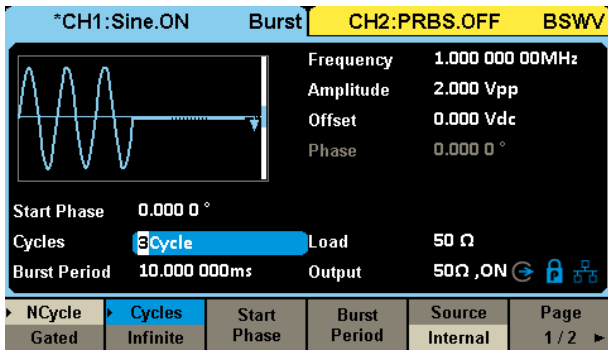 *CH1:Sine.ON Burst CH2:PRBS.OFF BSWV
Frequency 1.000 000 00MHz
Amplitude 2.000 Vpp
Offset 0.000 Vdc
Phase 0.000 0 °
Start Phase 0.000 0 °
Cycles 3Cycle Load 50 Ω
Burst Period 10.000 000ms Output 50Ω ,ON P
NCycle Cycles Start Burst Source Page
Gated Infinite Phase Period Internal 1/2